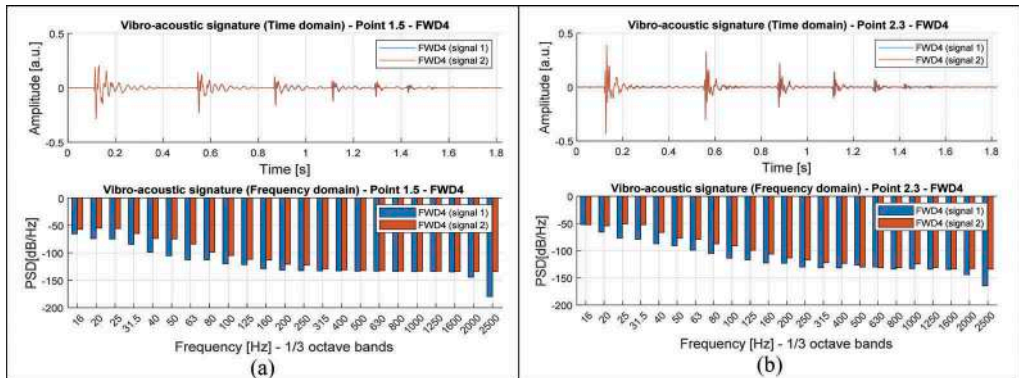 Vibro-acoustic signature (Time domain) - Point 1.5 - FWD4
0.5
0
-0.5
Amplitude [a.u.]
FWD4 (signal 1)
FWD4 (signal 2)
0 0.2 0.4 0.6 0.8 1 1.2 1.4 1.6 1.8
Time [s]
Vibro-acoustic signature (Frequency domain) - Point 1.5 - FWD4
0
-50
-100
-150
-200
PSD[dB/Hz]
FWD4 (signal 1)
FWD4 (signal 2)
16 20 25 31.5 40 50 63 80 100 125 160 200 250 315 400 500 630 800 1000 1250 1600 2000 2500
Frequency [Hz] - 1/3 octave bands
(a)
Vibro-acoustic signature (Time domain) - Point 2.3 - FWD4
0.5
0
-0.5
Amplitude [a.u.]
FWD4 (signal 1)
FWD4 (signal 2)
0 0.2 0.4 0.6 0.8 1 1.2 1.4 1.6 1.8
Time [s]
Vibro-acoustic signature (Frequency domain) - Point 2.3 - FWD4
0
-50
-100
-150
-200
PSD[dB/Hz]
FWD4 (signal 1)
FWD4 (signal 2)
16 20 25 31.5 40 50 63 80 100 125 160 200 250 315 400 500 630 800 1000 1250 1600 2000 2500
Frequency [Hz] - 1/3 octave bands
(b)